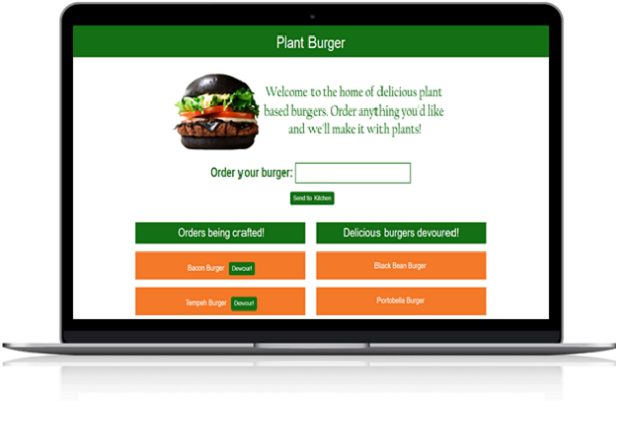 Plant Burger
Welcome to the home of delicious plant
based burgers. Order anything you'd like
and we'll make it with plants!
Order your burger:
Send to Kitchen
Orders being crafted!
Delicious burgers devoured!
Bacon Burger Devour!
Black Bean Burger
Tempeh Burger Devour!
Portobella Burger